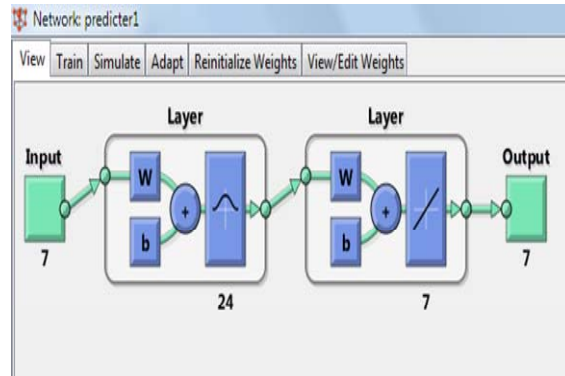 Network: predicter1
View Train Simulate Adapt Reinitialize Weights View/Edit Weights
Layer Layer
Input Output
W W
+ +
b b
7 7
24 7